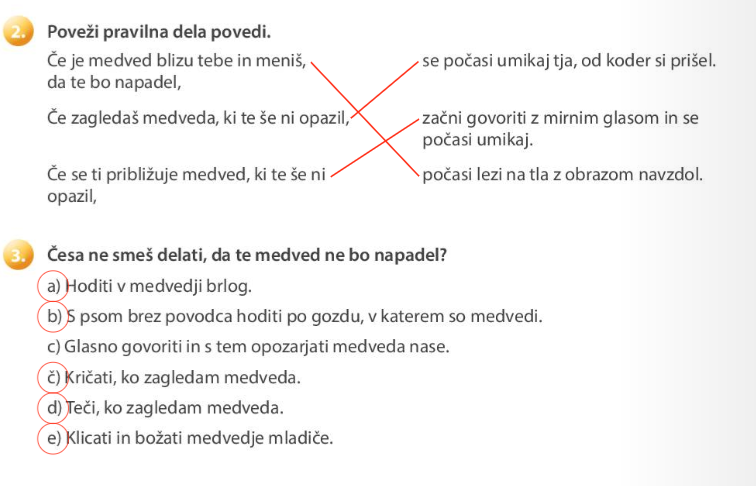 2. Poveži pravilna dela povedi.
Če je medved blizu tebe in meniš,
da te bo napadel,
se počasi umikaj tja, od koder si prišel.
Če zagledaš medveda, ki te še ni opazil,
začni govoriti z mirnim glasom in se
počasi umikaj.
Če se ti približuje medved, ki te še ni
opazil,
počasi lezi na tla z obrazom navzdol.
3. Česa ne smeš delati, da te medved ne bo napadel?
a) Hoditi v medvedji brlog.
b) S psom brez povodca hoditi po gozdu, v katerem so medvedi.
c) Glasno govoriti in s tem opozarjati medveda nase.
č) Kričati, ko zagledam medveda.
d) Teči, ko zagledam medveda.
e) Klicati in božati medvedje mladiče.